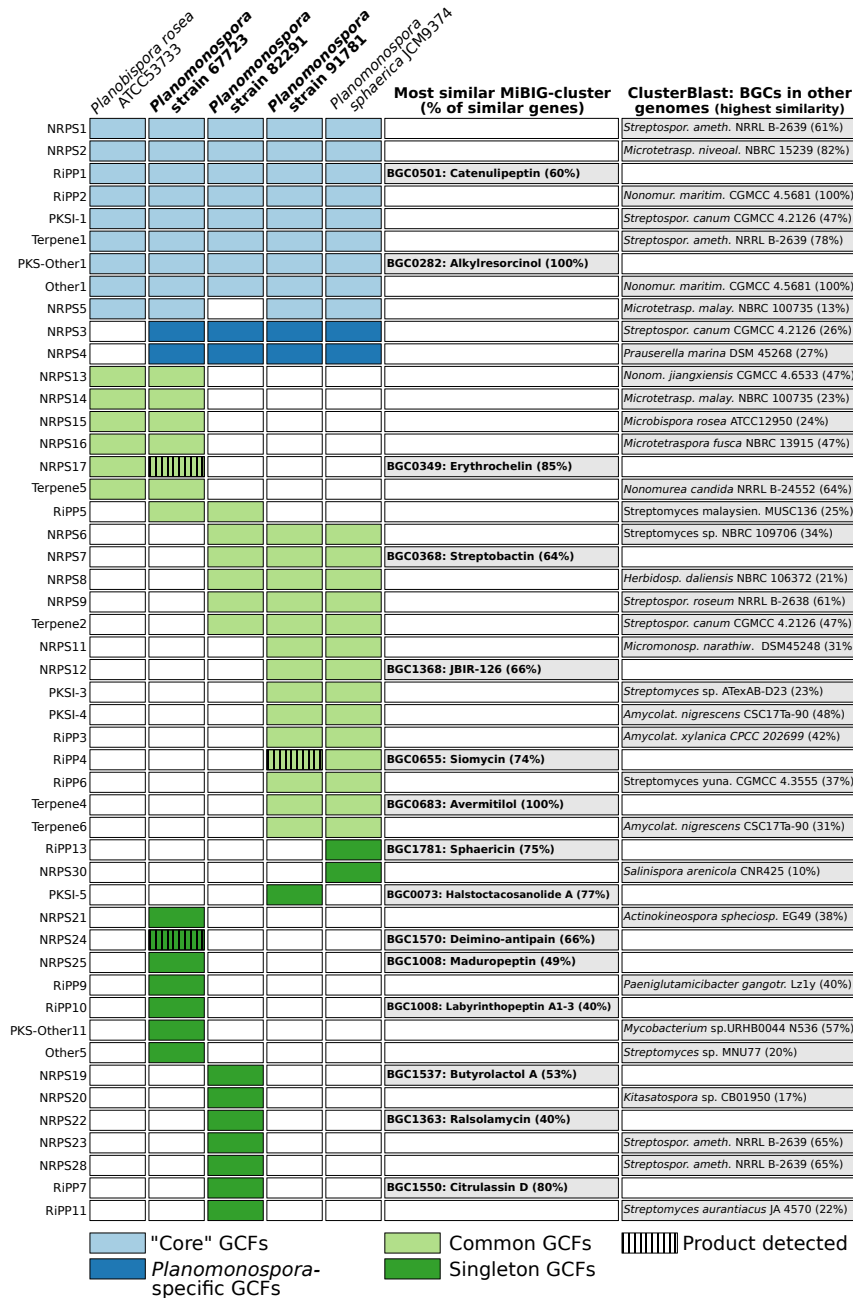 Planobispora rosea
ATCC53733
Planomonospora
strain 67723
Planomonospora
strain 82291
Planomonospora
strain 91781
Planomonospora
sphaerica JCM9374
Most similar MiBIG-cluster
(% of similar genes)
ClusterBlast: BGCs in other
genomes (highest similarity)
NRPS1 Streptospor. ameth. NRRL B-2639 (61%)
NRPS2 Microtetrasp. niveoal. NBRC 15239 (82%)
RiPP1 BGC0501: Catenulipeptin (60%)
RiPP2 Nonomur. maritim. CGMCC 4.5681 (100%)
PKSI-1 Streptospor. canum CGMCC 4.2126 (47%)
Terpene1 Streptospor. ameth. NRRL B-2639 (78%)
PKS-Other1 BGC0282: Alkylresorcinol (100%)
Other1 Nonomur. maritim. CGMCC 4.5681 (100%)
NRPS5 Microtetrasp. malay. NBRC 100735 (13%)
NRPS3 Streptospor. canum CGMCC 4.2126 (26%)
NRPS4 Prauserella marina DSM 45268 (27%)
NRPS13 Nonom. jiangxiensis CGMCC 4.6533 (47%)
NRPS14 Microtetrasp. malay. NBRC 100735 (23%)
NRPS15 Microbispora rosea ATCC12950 (24%)
NRPS16 Microtetraspora fusca NBRC 13915 (47%)
NRPS17 BGC0349: Erythrochelin (85%)
Terpene5 Nonomurea candida NRRL B-24552 (64%)
RiPP5 Streptomyces malaysien. MUSC136 (25%)
NRPS6 Streptomyces sp. NBRC 109706 (34%)
NRPS7 BGC0368: Streptobactin (64%)
NRPS8 Herbidosp. daliensis NBRC 106372 (21%)
NRPS9 Streptospor. roseum NRRL B-2638 (61%)
Terpene2 Streptospor. canum CGMCC 4.2126 (47%)
NRPS11 Micromonosp. narathiw. DSM45248 (31%
NRPS12 BGC1368: JBIR-126 (66%)
PKSI-3 Streptomyces sp. ATexAB-D23 (23%)
PKSI-4 Amycolat. nigrescens CSC17Ta-90 (48%)
RiPP3 Amycolat. xylanica CPCC 202699 (42%)
RiPP4 BGC0655: Siomycin (74%)
RiPP6 Streptomyces yuna. CGMCC 4.3555 (37%)
Terpene4 BGC0683: Avermitilol (100%)
Terpene6 Amycolat. nigrescens CSC17Ta-90 (31%)
RiPP13 BGC1781: Sphaericin (75%)
NRPS30 Salinispora arenicola CNR425 (10%)
PKSI-5 BGC0073: Halstoctacosanolide A (77%)
NRPS21 Actinokineospora spheciosp. EG49 (38%)
NRPS24 BGC1570: Deimino-antipain (66%)
NRPS25 BGC1008: Maduropeptin (49%)
RiPP9 Paeniglutamicibacter gangotr. Lz1y (40%)
RiPP10 BGC1008: Labyrinthopeptin A1-3 (40%)
PKS-Other11 Mycobacterium sp.URHB0044 N536 (57%)
Other5 Streptomyces sp. MNU77 (20%)
NRPS19 BGC1537: Butyrolactol A (53%)
NRPS20 Kitasatospora sp. CB01950 (17%)
NRPS22 BGC1363: Ralsolamycin (40%)
NRPS23 Streptospor. ameth. NRRL B-2639 (65%)
NRPS28 Streptospor. ameth. NRRL B-2639 (65%)
RiPP7 BGC1550: Citrulassin D (80%)
RiPP11 Streptomyces aurantiacus JA 4570 (22%)
"Core" GCFs
Planomonospora-
specific GCFs
Common GCFs
Singleton GCFs
Product detected